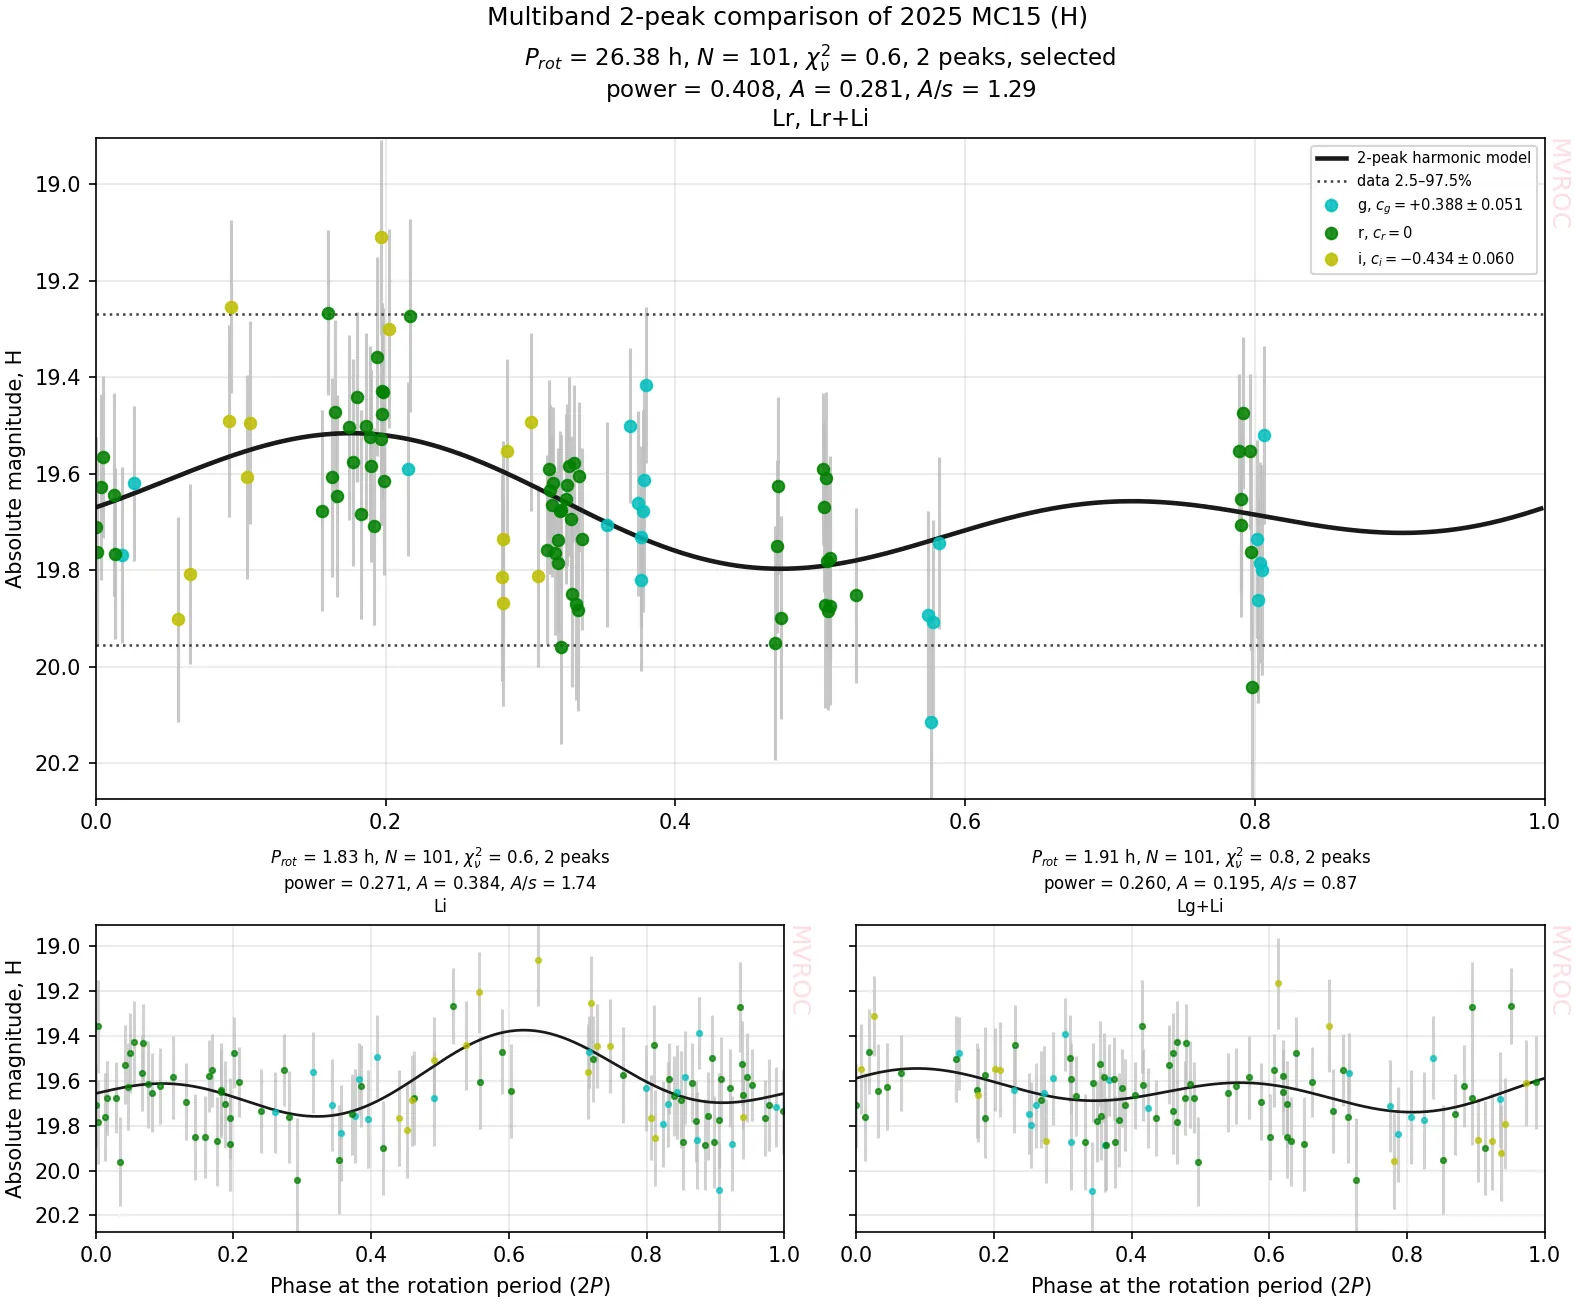 Multiband 2-peak comparison of 2025 MC15 (H)
P_rot = 26.38 h, N = 101, χ²_ν = 0.6, 2 peaks, selected
power = 0.408, A = 0.281, A/s = 1.29
Lr, Lr+Li
2-peak harmonic model
data 2.5–97.5%
g, c_g = +0.388 ± 0.051
r, c_r = 0
i, c_i = −0.434 ± 0.060
MVROC
Absolute magnitude, H
19.0
19.2
19.4
19.6
19.8
20.0
20.2
0.0 0.2 0.4 0.6 0.8 1.0
P_rot = 1.83 h, N = 101, χ²_ν = 0.6, 2 peaks
power = 0.271, A = 0.384, A/s = 1.74
Li
MVROC
Absolute magnitude, H
19.0
19.2
19.4
19.6
19.8
20.0
20.2
0.0 0.2 0.4 0.6 0.8 1.0
Phase at the rotation period (2P)
P_rot = 1.91 h, N = 101, χ²_ν = 0.8, 2 peaks
power = 0.260, A = 0.195, A/s = 0.87
Lg+Li
MVROC
0.0 0.2 0.4 0.6 0.8 1.0
Phase at the rotation period (2P)